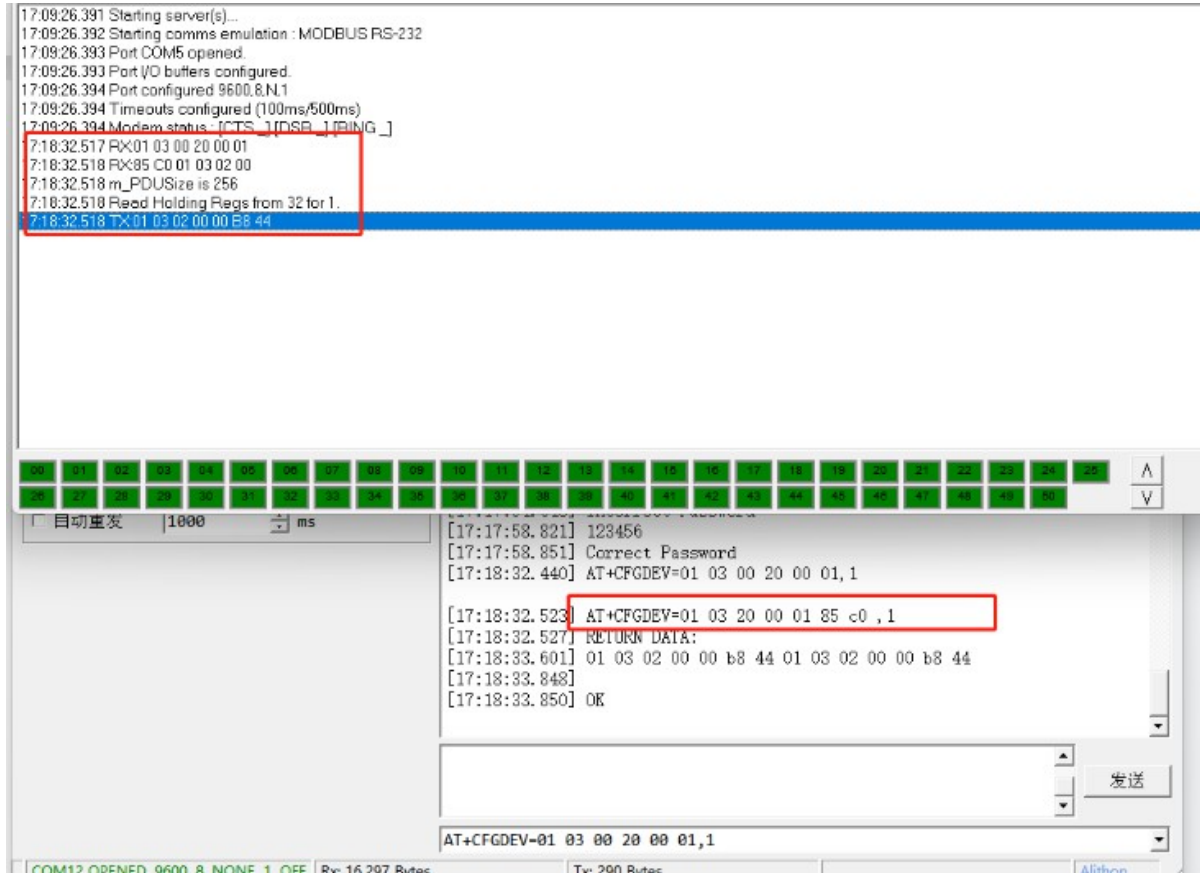 17:09:26.391 Starting server(s)...
17:09:26.392 Starting comms emulation : MODBUS RS-232
17:09:26.393 Port COM5 opened.
17:09:26.393 Port I/O buffers configured.
17:09:26.394 Port configured 9600,8,N,1
17:09:26.394 Timeouts configured (100ms/500ms)
17:09:26.394 Modem status : [CTS _] [DSR _] [RING _]
17:18:32.517 RX:01 03 00 20 00 01
17:18:32.518 RX:85 C0 01 03 02 00
17:18:32.518 m_PDUSize is 256
17:18:32.518 Read Holding Regs from 32 for 1.
17:18:32.518 TX:01 03 02 00 00 B8 44
00 01 02 03 04 05 06 07 08 09 10 11 12 13 14 15 16 17 18 19 20 21 22 23 24 25
26 27 28 29 30 31 32 33 34 35 36 37 38 39 40 41 42 43 44 45 46 47 48 49 50
自动重发 1000 ms
[17:17:58.821] 123456
[17:17:58.851] Correct Password
[17:18:32.440] AT+CFGDEV=01 03 00 20 00 01,1
[17:18:32.523] AT+CFGDEV=01 03 20 00 01 85 c0 ,1
[17:18:32.527] RETURN DATA:
[17:18:33.601] 01 03 02 00 00 b8 44 01 03 02 00 00 b8 44
[17:18:33.848]
[17:18:33.850] OK
发送
AT+CFGDEV=01 03 00 20 00 01,1
COM12 OPENED, 9600, 8, NONE, 1, OFF Rx: 16,297 Bytes Tx: 290 Bytes Alithon